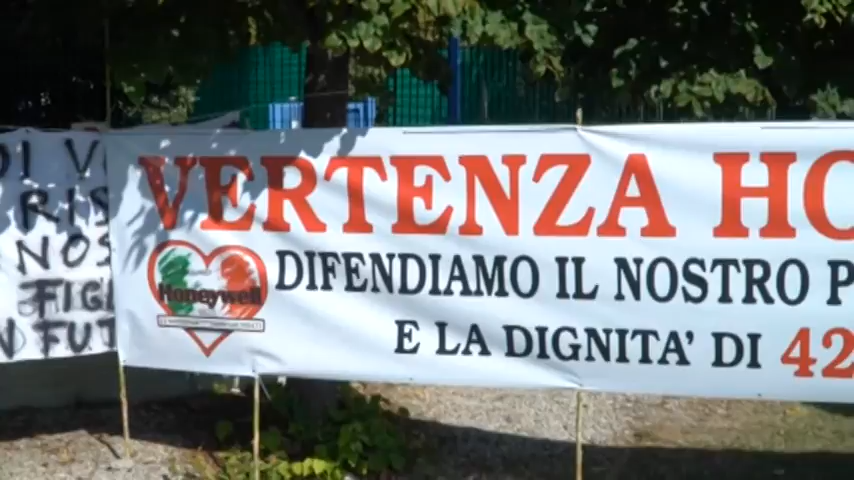 VERTENZA HO
DIFENDIAMO IL NOSTRO P
E LA DIGNITA' DI 42
Honeywell
DI V
RIS
NOS
FIGL
N FUT